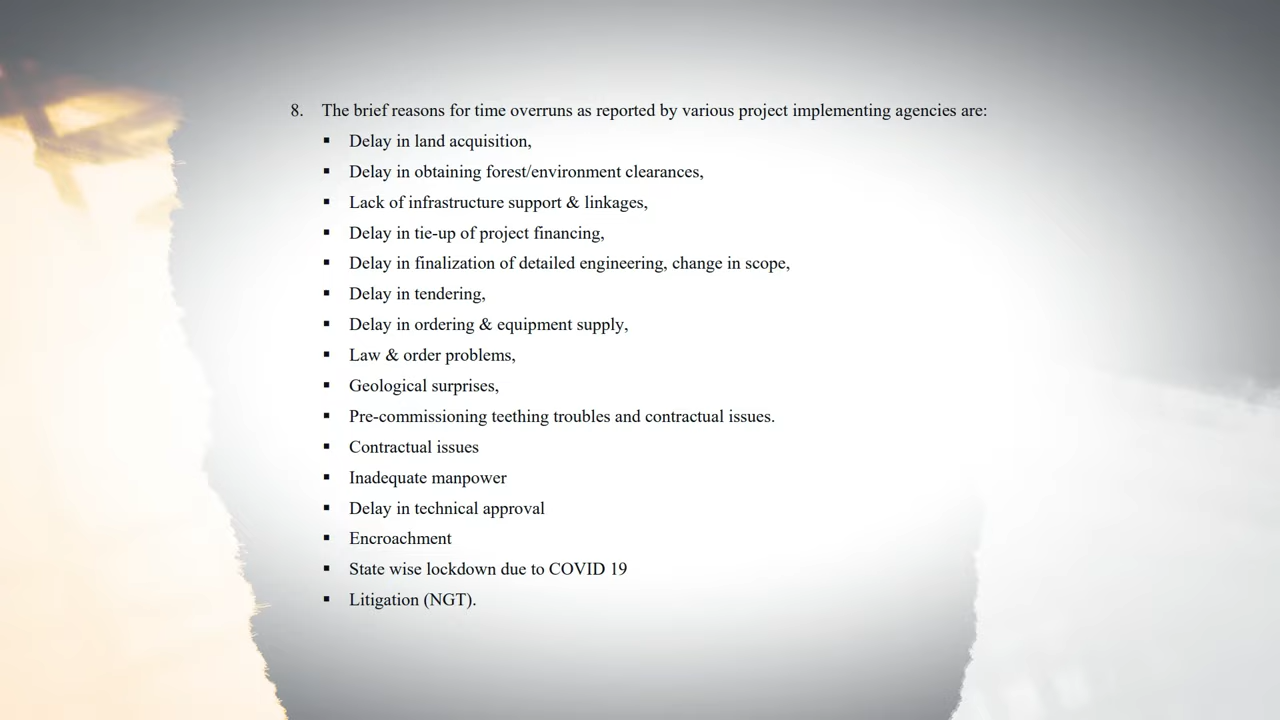 8. The brief reasons for time overruns as reported by various project implementing agencies are:
▪ Delay in land acquisition,
▪ Delay in obtaining forest/environment clearances,
▪ Lack of infrastructure support & linkages,
▪ Delay in tie-up of project financing,
▪ Delay in finalization of detailed engineering, change in scope,
▪ Delay in tendering,
▪ Delay in ordering & equipment supply,
▪ Law & order problems,
▪ Geological surprises,
▪ Pre-commissioning teething troubles and contractual issues.
▪ Contractual issues
▪ Inadequate manpower
▪ Delay in technical approval
▪ Encroachment
▪ State wise lockdown due to COVID 19
▪ Litigation (NGT).